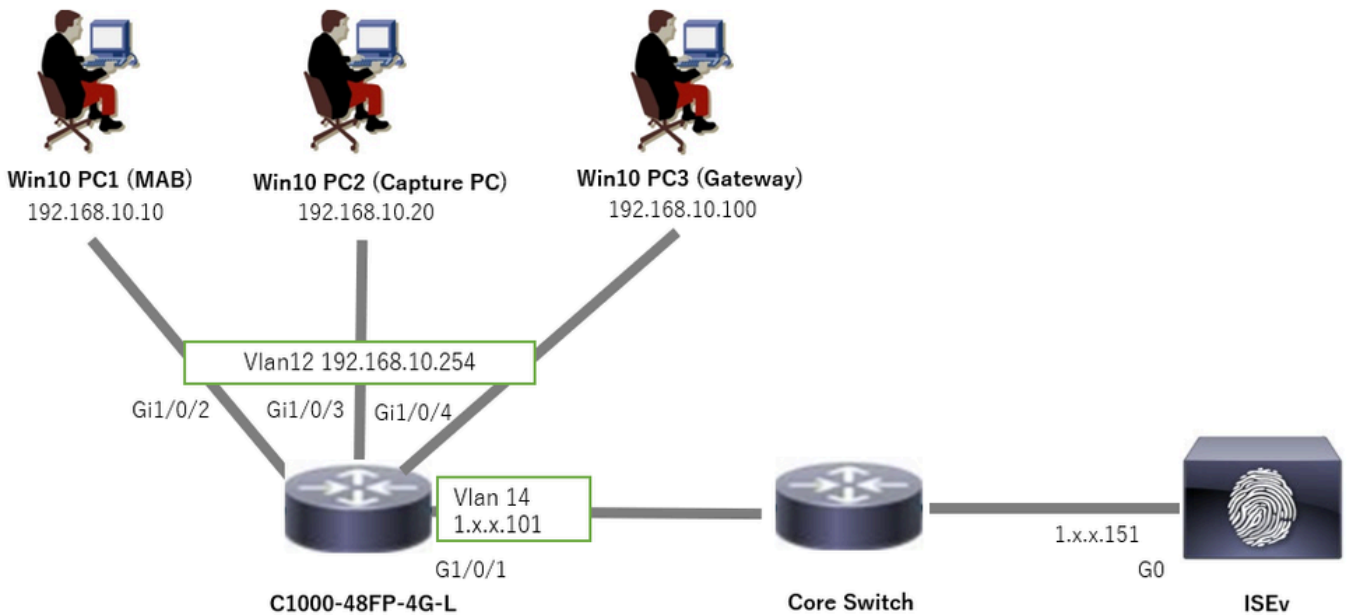 Win10 PC1 (MAB)
192.168.10.10
Win10 PC2 (Capture PC)
192.168.10.20
Win10 PC3 (Gateway)
192.168.10.100
Vlan12 192.168.10.254
Gi1/0/2
Gi1/0/3
Gi1/0/4
Vlan 14
1.x.x.101
G1/0/1
1.x.x.151
G0
C1000-48FP-4G-L
Core Switch
ISEv